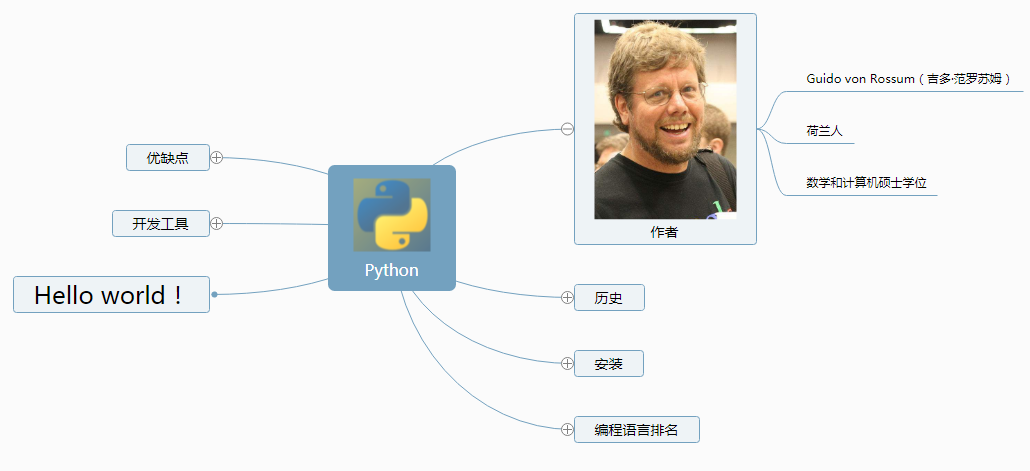 Guido von Rossum（吉多·范罗苏姆）
荷兰人
优缺点
数学和计算机硕士学位
开发工具
作者
Python
Hello world！
历史
安装
编程语言排名